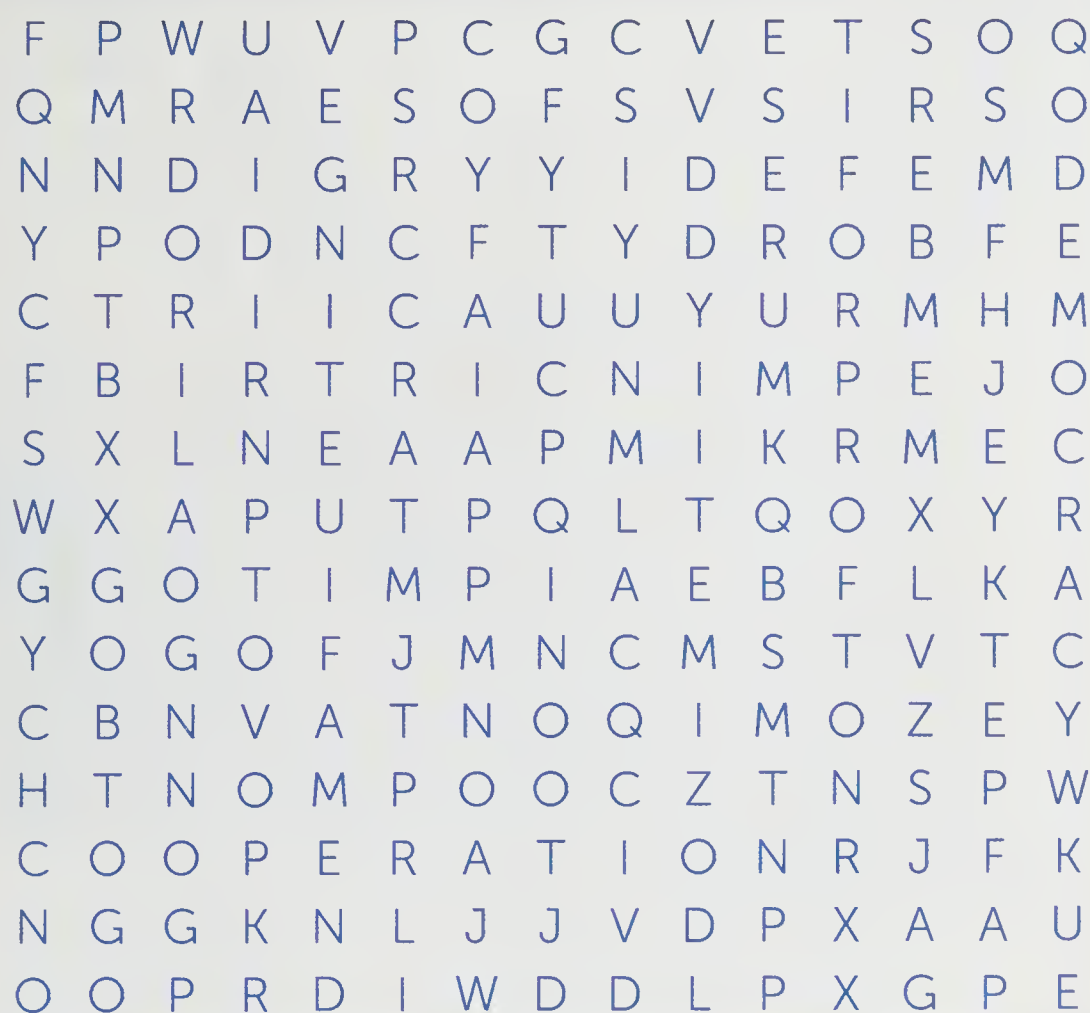 F P W U V P C G C V E T S O Q
Q M R A E S O F S V S I R S O
N N D I G R Y Y I D E F E M D
Y P O D N C F T Y D R O B F E
C T R I I C A U U Y U R M H M
F B I R T R I C N I M P E J O
S X L N E A A P M I K R M E C
W X A P U T P Q L T Q O X Y R
G G O T I M P I A E B F L K A
Y O G O F J M N C M S T V T C
C B N V A T N O Q I M O Z E Y
H T N O M P O O C Z T N S P W
C O O P E R A T I O N R J F K
N G G K N L J J V D P X A A U
O O P R D I W D D L P X G P E